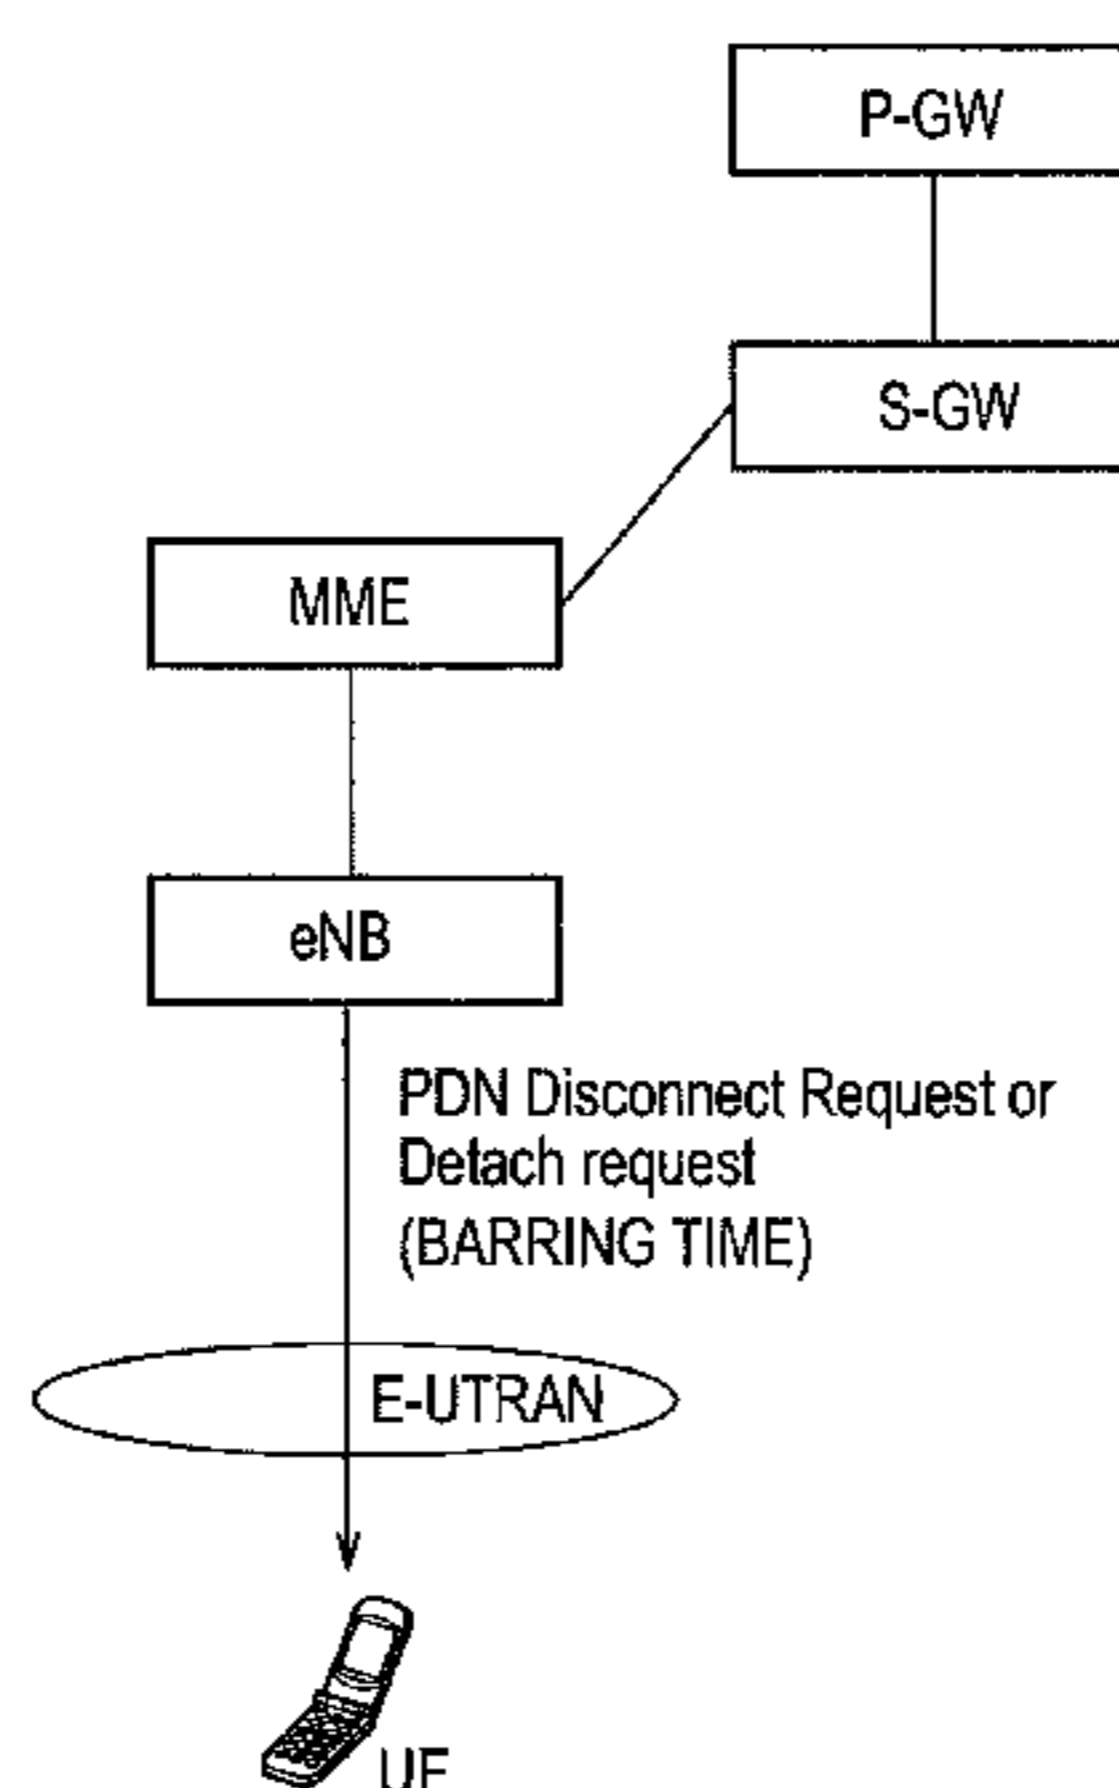 P-GW
S-GW
MME
eNB
PDN Disconnect Request or
Detach request
(BARRING TIME)
E-UTRAN
UE